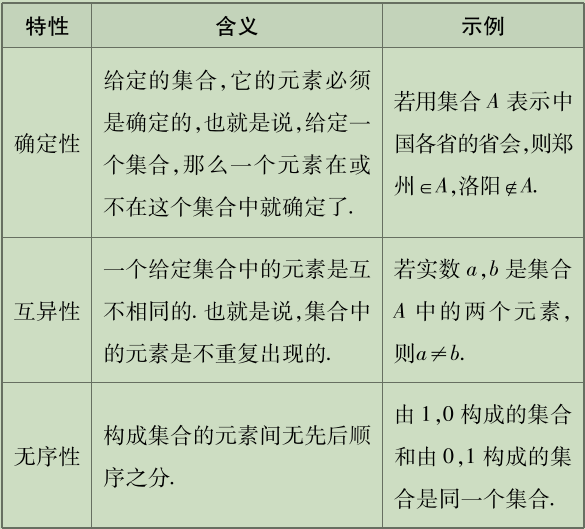 特性 含义 示例
确定性
给定的集合,它的元素必须
是确定的,也就是说,给定一
个集合,那么一个元素在或
不在这个集合中就确定了.
若用集合 A 表示中
国各省的省会,则郑
州∈A,洛阳∉A.
互异性
一个给定集合中的元素是互
不相同的. 也就是说,集合中
的元素是不重复出现的.
若实数 a,b 是集合
A 中的两个元素,
则a≠b.
无序性
构成集合的元素间无先后顺
序之分.
由 1,0 构成的集合
和由 0,1 构成的集
合是同一个集合.